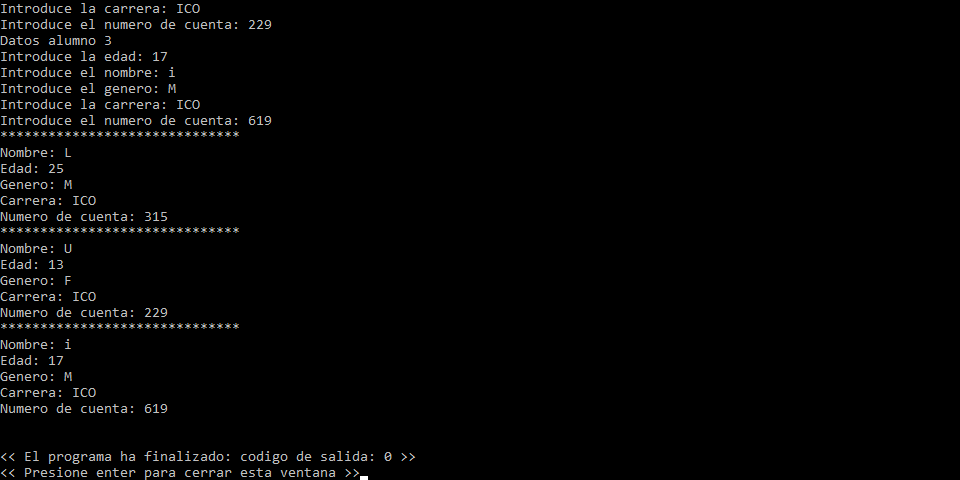 Introduce la carrera: ICO
Introduce el numero de cuenta: 229
Datos alumno 3
Introduce la edad: 17
Introduce el nombre: i
Introduce el genero: M
Introduce la carrera: ICO
Introduce el numero de cuenta: 619
******************************
Nombre: L
Edad: 25
Genero: M
Carrera: ICO
Numero de cuenta: 315
******************************
Nombre: U
Edad: 13
Genero: F
Carrera: ICO
Numero de cuenta: 229
******************************
Nombre: i
Edad: 17
Genero: M
Carrera: ICO
Numero de cuenta: 619
<< El programa ha finalizado: codigo de salida: 0 >>
<< Presione enter para cerrar esta ventana >>